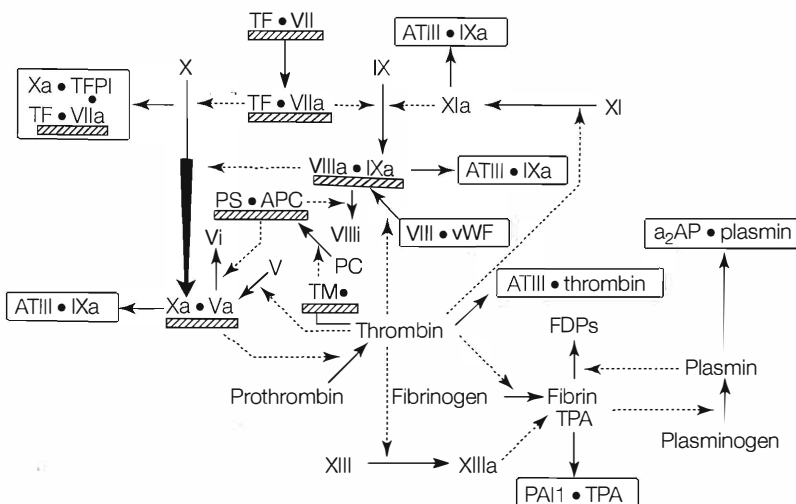 TF • VII
ATIII • IXa
X
IX
Xa • TFPI
•
TF • VIIa
TF • VIIa
XIa
XI
VIIIa • IXa
ATIII • IXa
PS • APC
VIIIi
VIII • vWF
a₂AP • plasmin
Vi
PC
V
TM•
ATIII • thrombin
ATIII • IXa
Xa • Va
Thrombin
FDPs
Plasmin
Prothrombin
Fibrinogen
Fibrin
TPA
Plasminogen
XIII
XIIIa
PAI1 • TPA